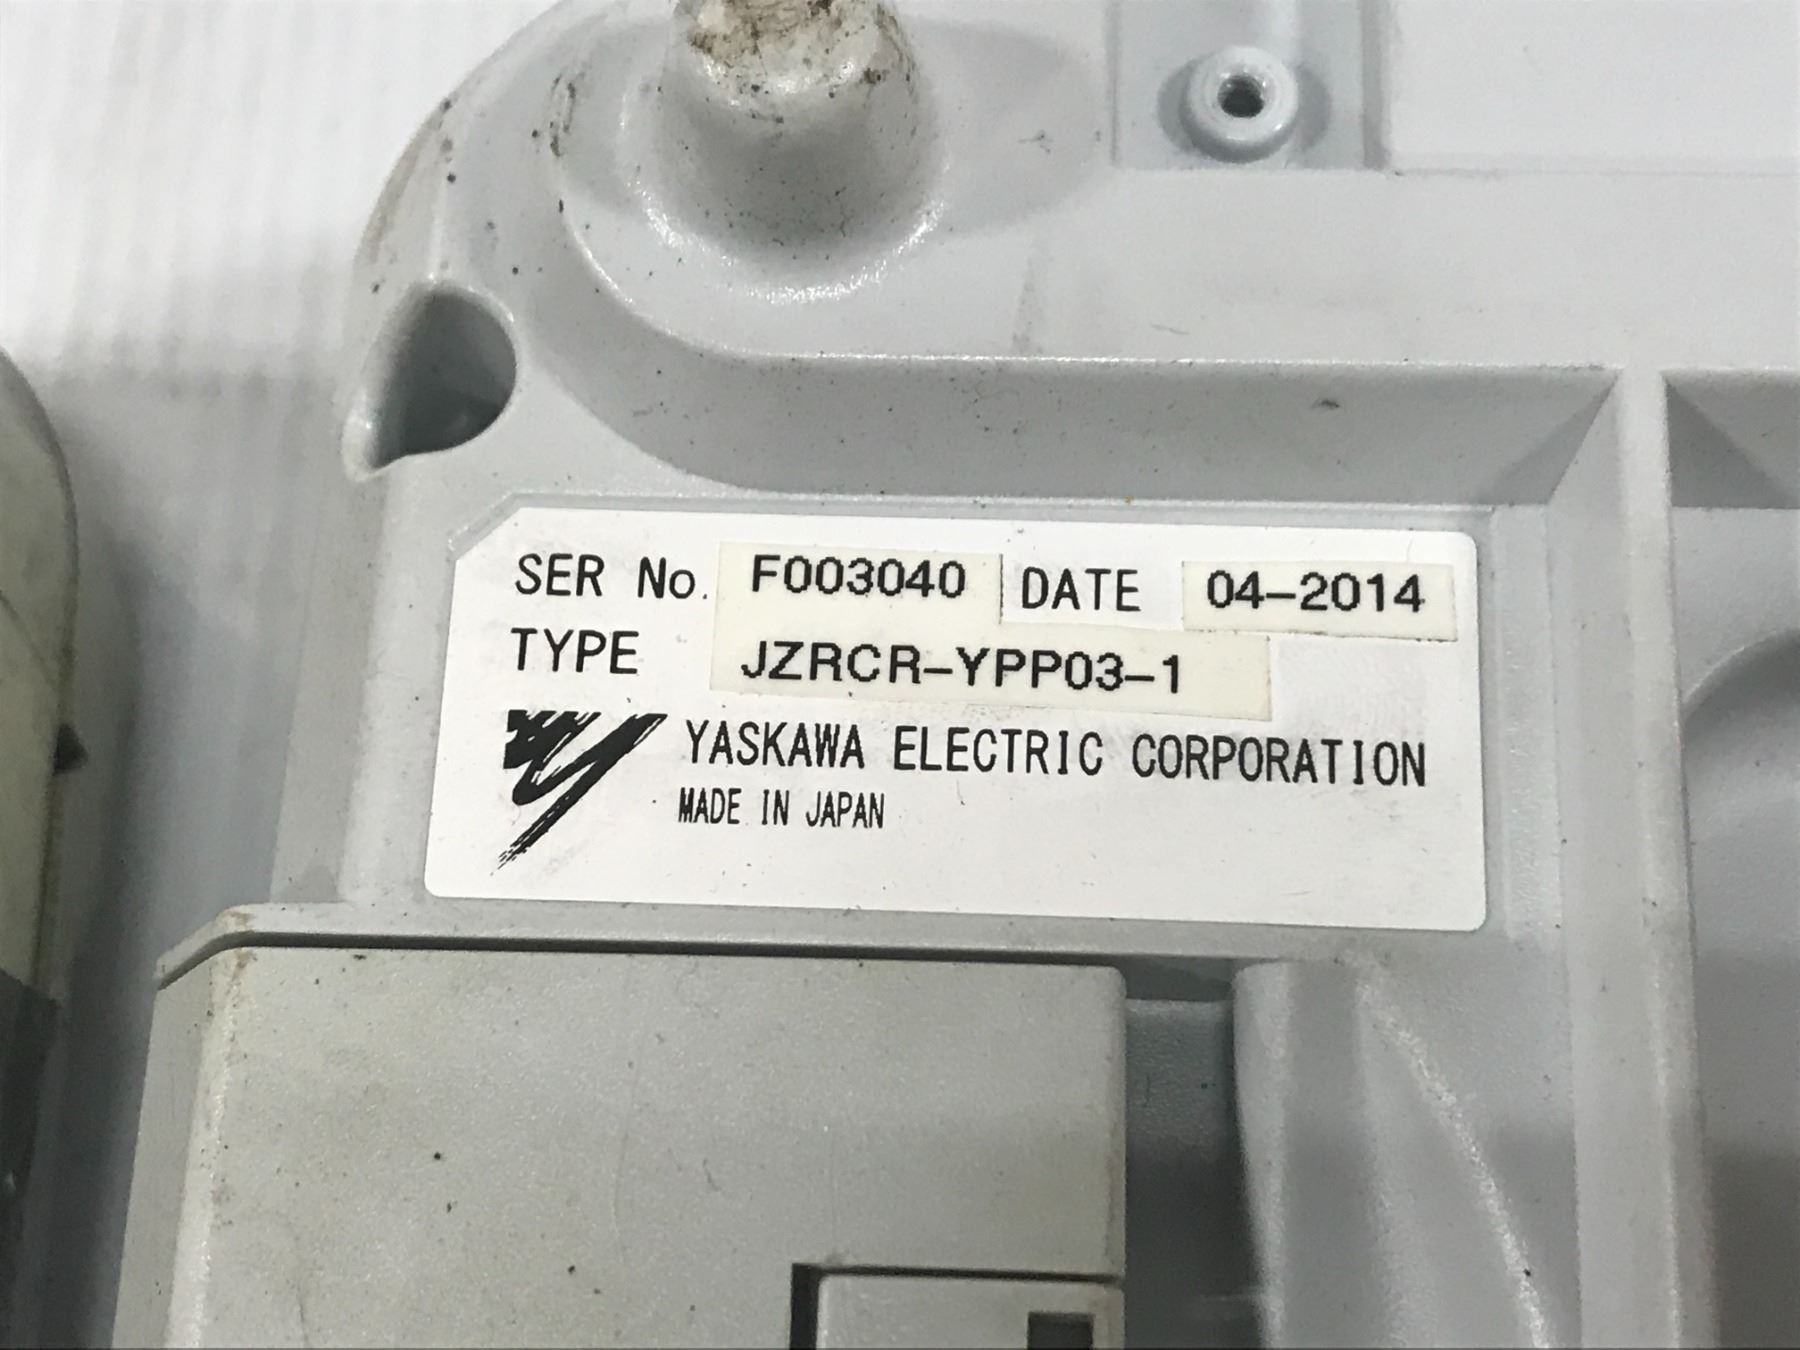 SER No. F003040 DATE 04-2014
TYPE JZRCR-YPP03-1
YASKAWA ELECTRIC CORPORATION
MADE IN JAPAN